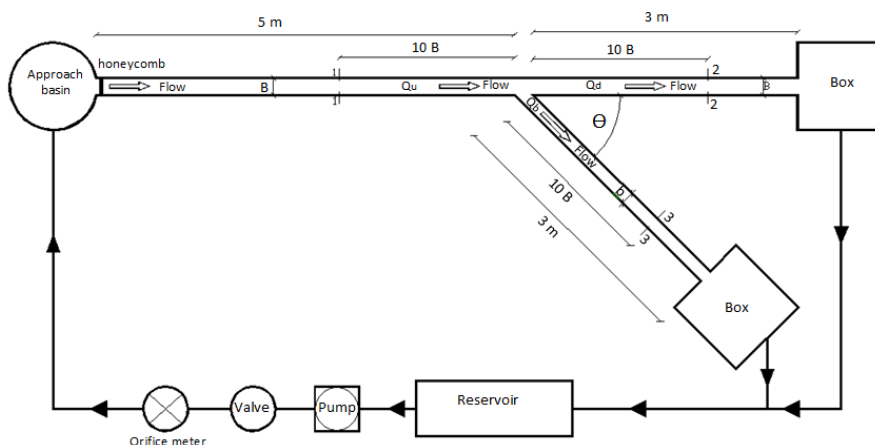 5 m
3 m
10 B
10 B
honeycomb
Approach
basin
Flow
B
1
1
Qu
Flow
Qd
Flow
2
2
B
Box
Qb
Flow
Θ
10 B
3 m
b
3
3
Box
Reservoir
Pump
Valve
Orifice meter